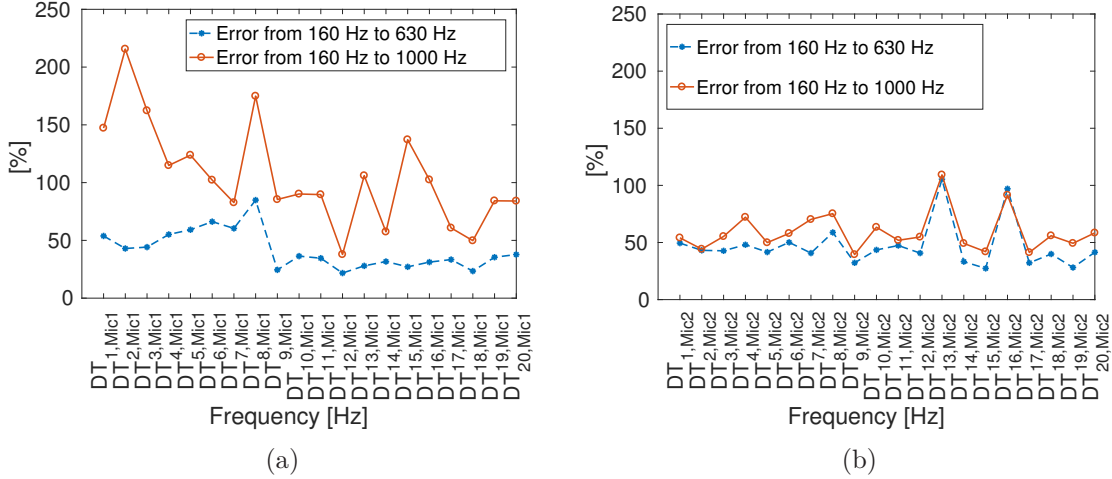 250
200
150
100
50
0
[%]
Error from 160 Hz to 630 Hz
Error from 160 Hz to 1000 Hz
DT1,Mic1
DT2,Mic1
DT3,Mic1
DT4,Mic1
DT5,Mic1
DT6,Mic1
DT7,Mic1
DT8,Mic1
DT9,Mic1
DT10,Mic1
DT11,Mic1
DT12,Mic1
DT13,Mic1
DT14,Mic1
DT15,Mic1
DT16,Mic1
DT17,Mic1
DT18,Mic1
DT19,Mic1
DT20,Mic1
Frequency [Hz]
(a)
250
200
150
100
50
0
[%]
Error from 160 Hz to 630 Hz
Error from 160 Hz to 1000 Hz
DT1,Mic2
DT2,Mic2
DT3,Mic2
DT4,Mic2
DT5,Mic2
DT6,Mic2
DT7,Mic2
DT8,Mic2
DT9,Mic2
DT10,Mic2
DT11,Mic2
DT12,Mic2
DT13,Mic2
DT14,Mic2
DT15,Mic2
DT16,Mic2
DT17,Mic2
DT18,Mic2
DT19,Mic2
DT20,Mic2
Frequency [Hz]
(b)